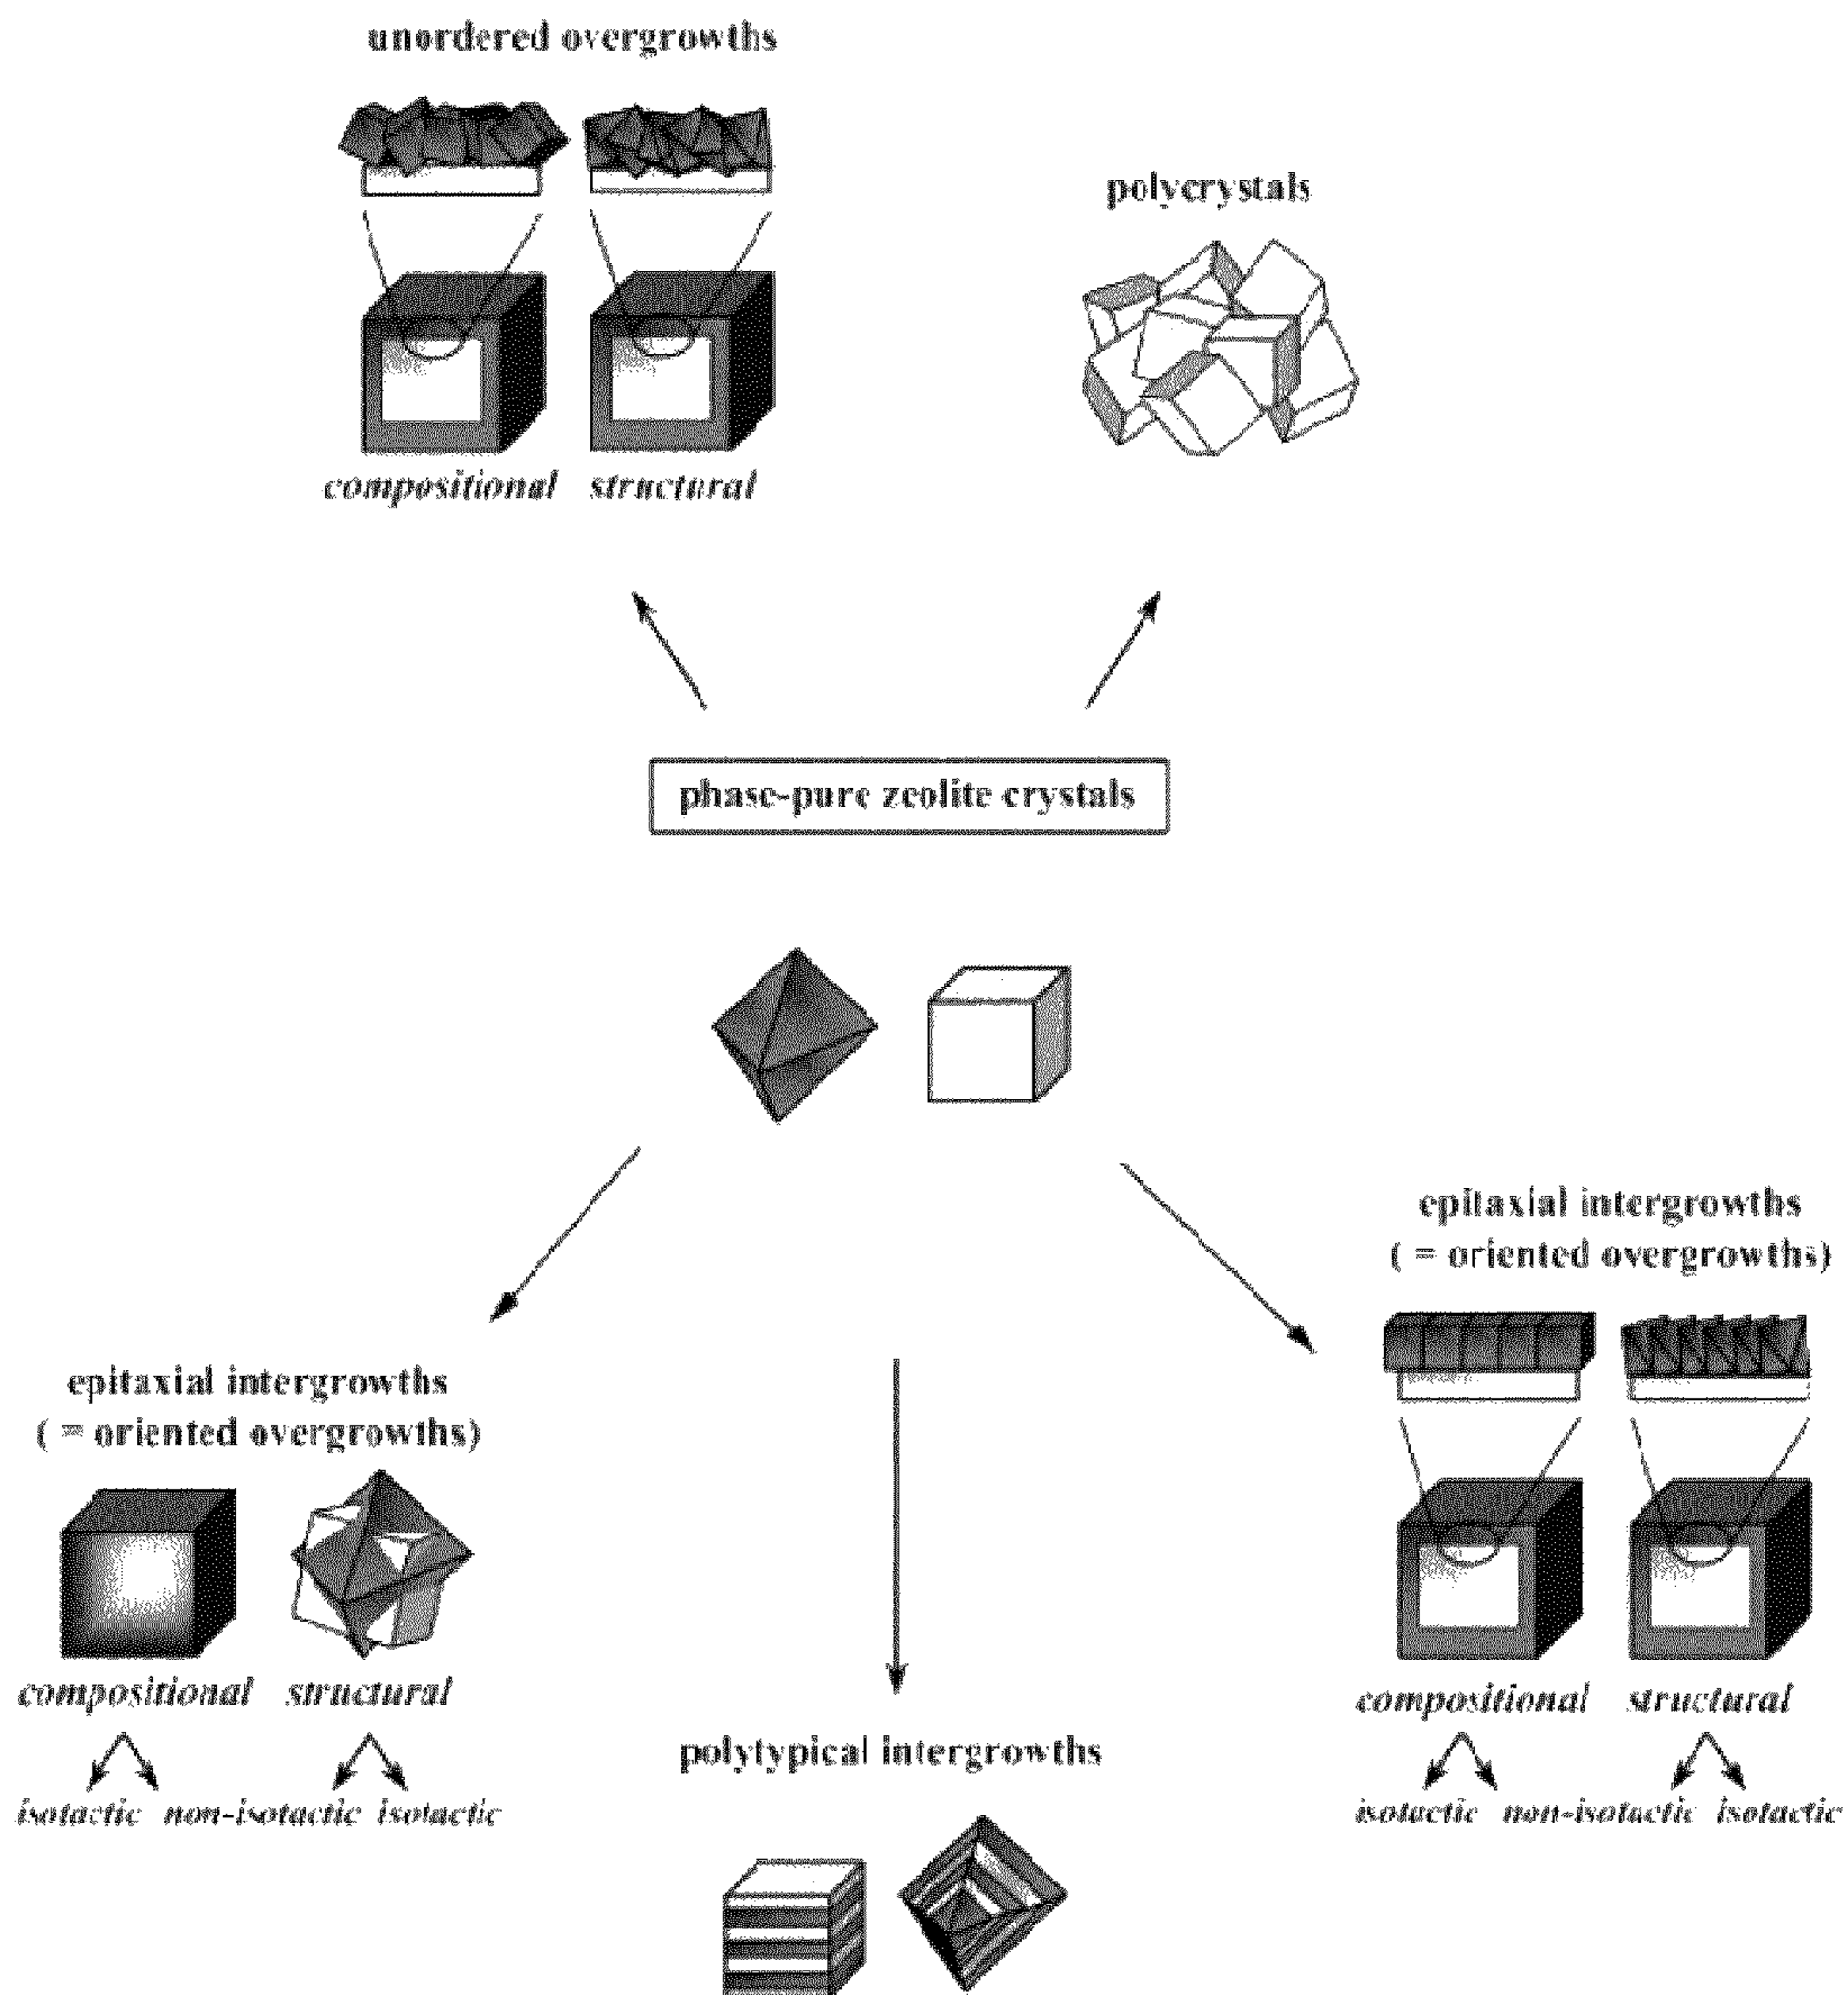 unordered overgrowths
polycrystals
compositional structural
phase-pure zeolite crystals
epitaxial intergrowths
( = oriented overgrowths)
epitaxial intergrowths
( = oriented overgrowths)
compositional structural
compositional structural
polytypical intergrowths
isotactic non-isotactic isotactic
isotactic non-isotactic isotactic